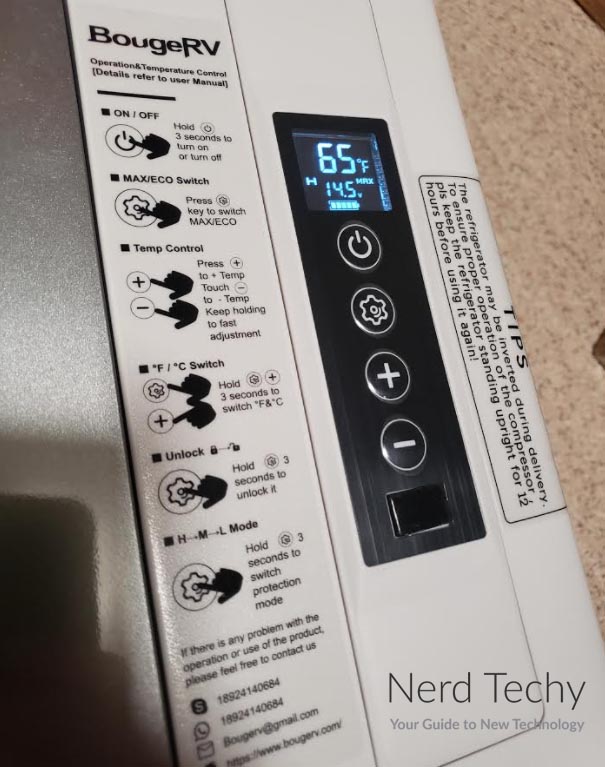 BougeRV
Operation&Temperature Control
[Details refer to user Manual]
ON / OFF
Hold
3 seconds to
turn on
or turn off
MAX/ECO Switch
Press
key to switch
MAX/ECO
Temp Control
Press +
to + Temp
Touch −
to - Temp
Keep holding
to fast
adjustment
°F / °C Switch
Hold +
3 seconds to
switch °F&°C
Unlock
Hold 3
seconds to
unlock it
H→M→L Mode
Hold 3
seconds to
switch
protection
mode
If there is any problem with the
operation or use of the product,
please feel free to contact us
18924140684
18924140684
Bougerv@gmail.com
https://www.bougerv.com/
65°F
H 14.5v MAX
TIPS
The refrigerator may be inverted during delivery.
To ensure proper operation of the compressor,
pls keep the refrigerator standing upright for 12
hours before using it again!
Nerd Techy
Your Guide to New Technology